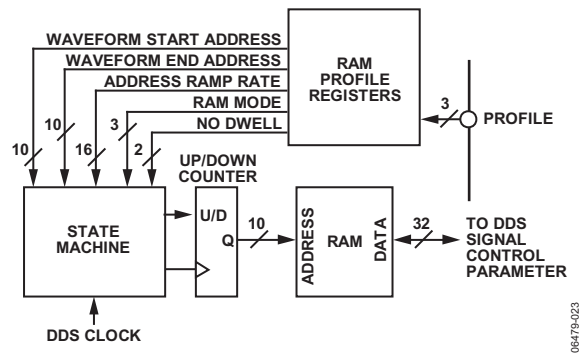 WAVEFORM START ADDRESS
WAVEFORM END ADDRESS
ADDRESS RAMP RATE
RAM MODE
NO DWELL
RAM
PROFILE
REGISTERS
3
PROFILE
10
10
16
3
2
UP/DOWN
COUNTER
STATE
MACHINE
U/D
Q
10
ADDRESS
RAM
DATA
32
TO DDS
SIGNAL
CONTROL
PARAMETER
DDS CLOCK
06479-023